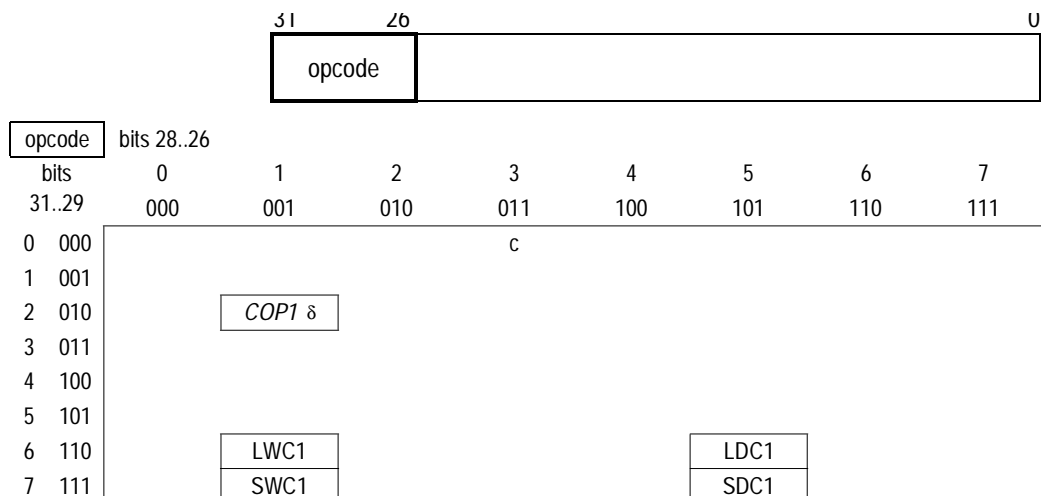 31 26 0
opcode
opcode bits 28..26
bits 0 1 2 3 4 5 6 7
31..29 000 001 010 011 100 101 110 111
0 000 c
1 001
2 010 COP1 δ
3 011
4 100
5 101
6 110 LWC1 LDC1
7 111 SWC1 SDC1